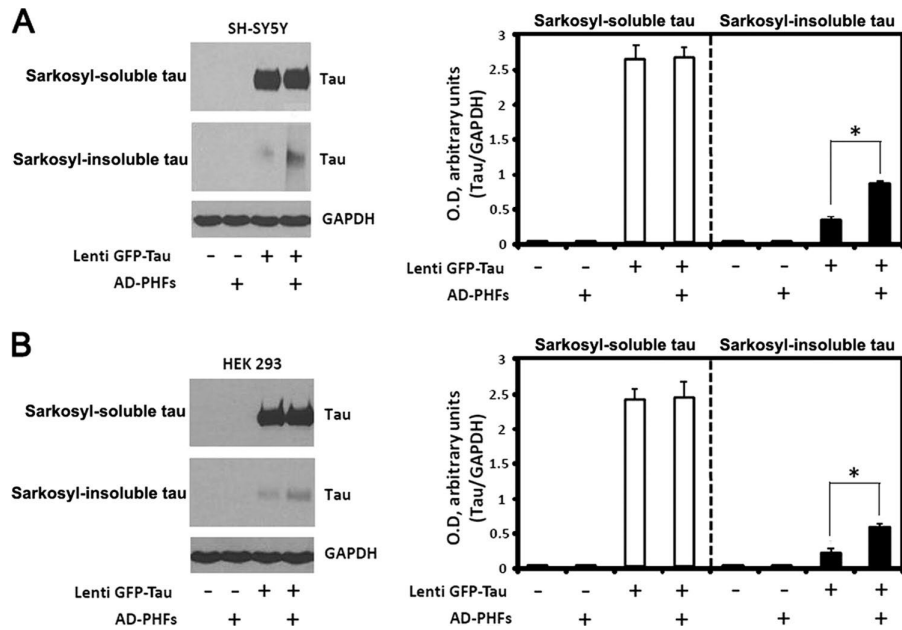 A
SH-SY5Y
Sarkosyl-soluble tau
Tau
Sarkosyl-insoluble tau
Tau
GAPDH
Lenti GFP-Tau - - + +
AD-PHFs + +
Sarkosyl-soluble tau Sarkosyl-insoluble tau
O.D, arbitrary units
(Tau/GAPDH)
3
2.5
2
1.5
1
0.5
0
*
Lenti GFP-Tau - - + + - - + +
AD-PHFs + + + +
B
HEK 293
Sarkosyl-soluble tau
Tau
Sarkosyl-insoluble tau
Tau
GAPDH
Lenti GFP-Tau - - + +
AD-PHFs + +
Sarkosyl-soluble tau Sarkosyl-insoluble tau
O.D, arbitrary units
(Tau/GAPDH)
3
2.5
2
1.5
1
0.5
0
*
Lenti GFP-Tau - - + + - - + +
AD-PHFs + + + +